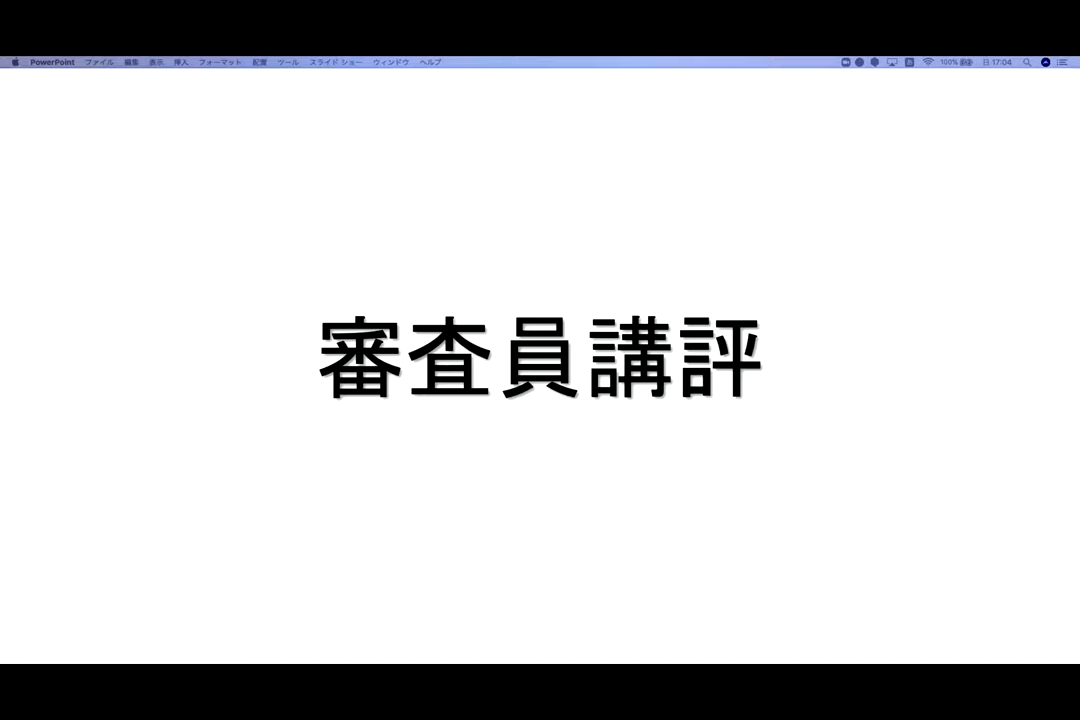 PowerPoint ファイル 編集 表示 挿入 フォーマット 配置 ツール スライド ショー ウィンドウ ヘルプ 100% 日 17:04
審査員講評